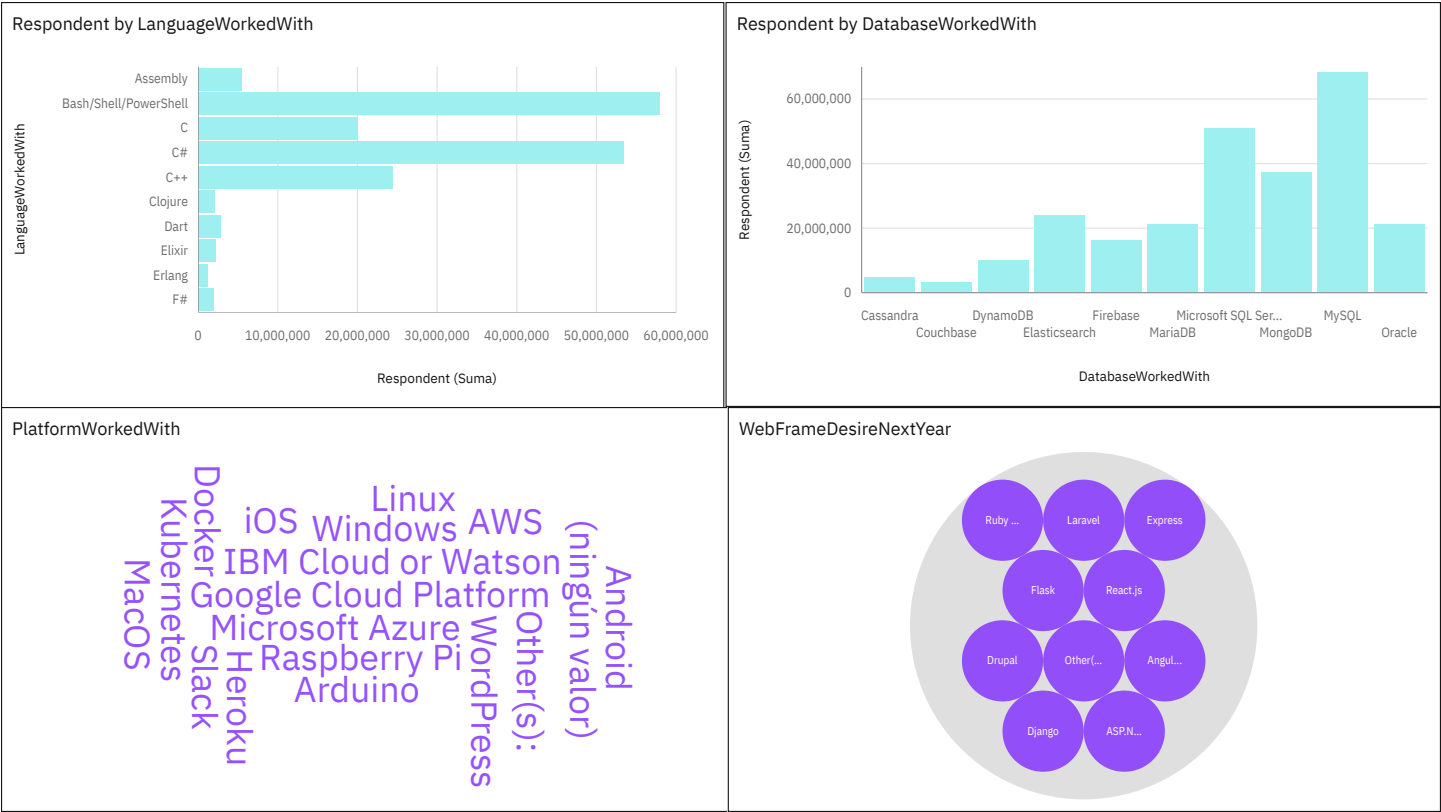 Respondent by LanguageWorkedWith
LanguageWorkedWith
Assembly
Bash/Shell/PowerShell
C
C#
C++
Clojure
Dart
Elixir
Erlang
F#
0 10,000,000 20,000,000 30,000,000 40,000,000 50,000,000 60,000,000
Respondent (Suma)
Respondent by DatabaseWorkedWith
Respondent (Suma)
60,000,000
40,000,000
20,000,000
0
Cassandra DynamoDB Firebase Microsoft SQL Ser... MySQL
Couchbase Elasticsearch MariaDB MongoDB Oracle
DatabaseWorkedWith
PlatformWorkedWith
Docker
Kubernetes
MacOS
iOS
Linux
Windows
AWS
IBM Cloud or Watson
Google Cloud Platform
Microsoft Azure
Raspberry Pi
Arduino
Slack
Heroku
WordPress
Other(s):
(ningún valor)
Android
WebFrameDesireNextYear
Ruby ... Laravel Express
Flask React.js
Drupal Other(... Angul...
Django ASP.N...